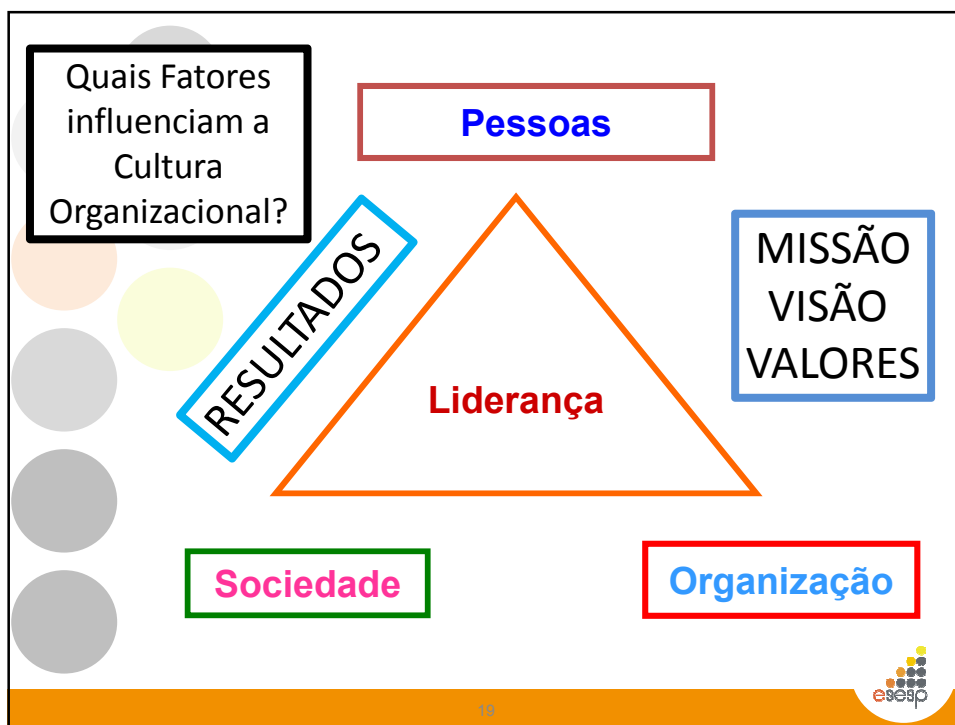 Quais Fatores
influenciam a
Cultura
Organizacional?
Pessoas
RESULTADOS
MISSÃO
VISÃO
VALORES
Liderança
Sociedade
Organização
19
esesp